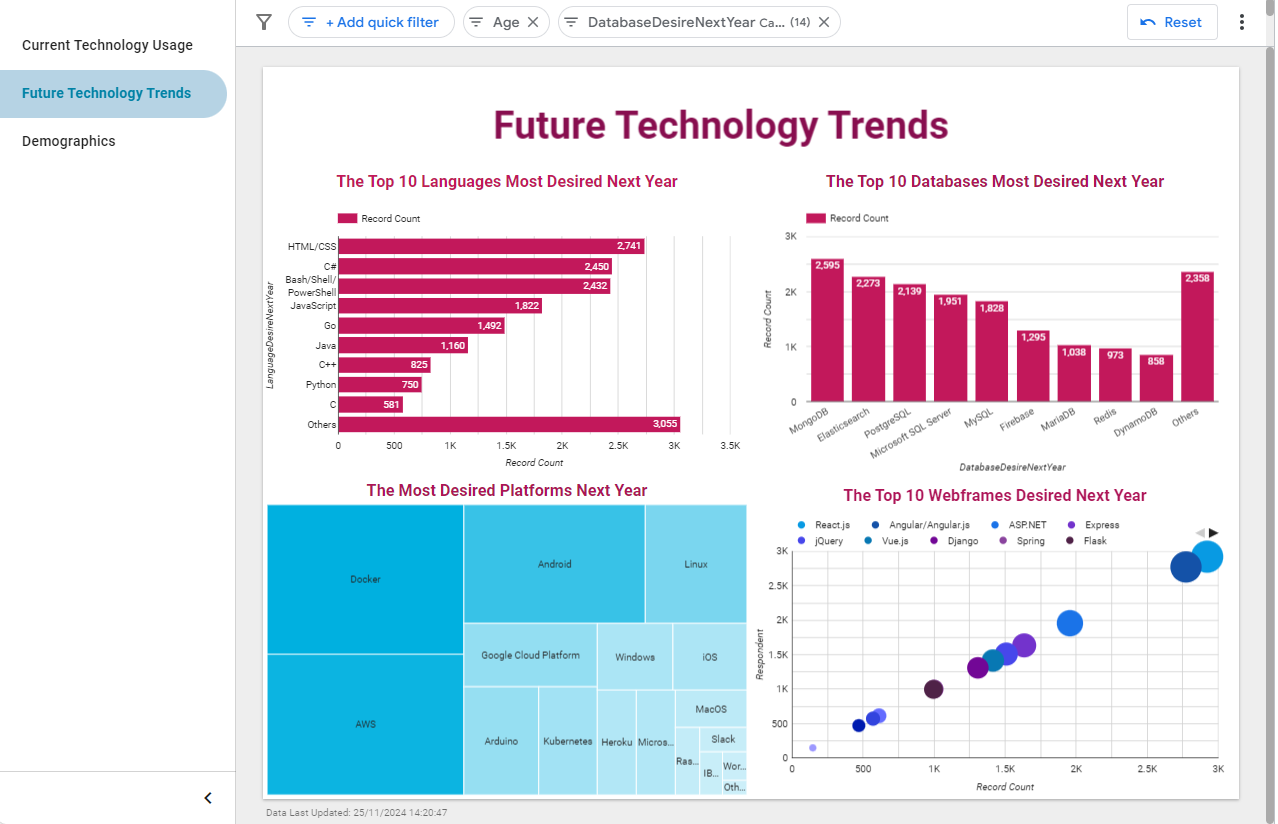 + Add quick filter
Age
DatabaseDesireNextYear Ca... (14)
Reset
Current Technology Usage
Future Technology Trends
Demographics
Future Technology Trends
The Top 10 Languages Most Desired Next Year
Record Count
LanguageDesireNextYear
HTML/CSS 2,741
C# 2,450
Bash/Shell/
PowerShell 2,432
JavaScript 1,822
Go 1,492
Java 1,160
C++ 825
Python 750
C 581
Others 3,055
0 500 1K 1.5K 2K 2.5K 3K 3.5K
Record Count
The Top 10 Databases Most Desired Next Year
Record Count
Record Count
3K
2K
1K
0
2,595 2,273 2,139 1,951 1,828 1,295 1,038 973 858 2,358
MongoDB Elasticsearch PostgreSQL Microsoft SQL Server MySQL Firebase MariaDB Redis DynamoDB Others
DatabaseDesireNextYear
The Most Desired Platforms Next Year
Docker
AWS
Android
Linux
Google Cloud Platform
Windows
iOS
Arduino
Kubernetes
Heroku
Micros...
MacOS
Slack
Ras...
IB...
Wor...
Oth...
The Top 10 Webframes Desired Next Year
React.js Angular/Angular.js ASP.NET Express
jQuery Vue.js Django Spring Flask
Respondent
3K
2.5K
2K
1.5K
1K
500
0
0 500 1K 1.5K 2K 2.5K 3K
Record Count
Data Last Updated: 25/11/2024 14:20:47